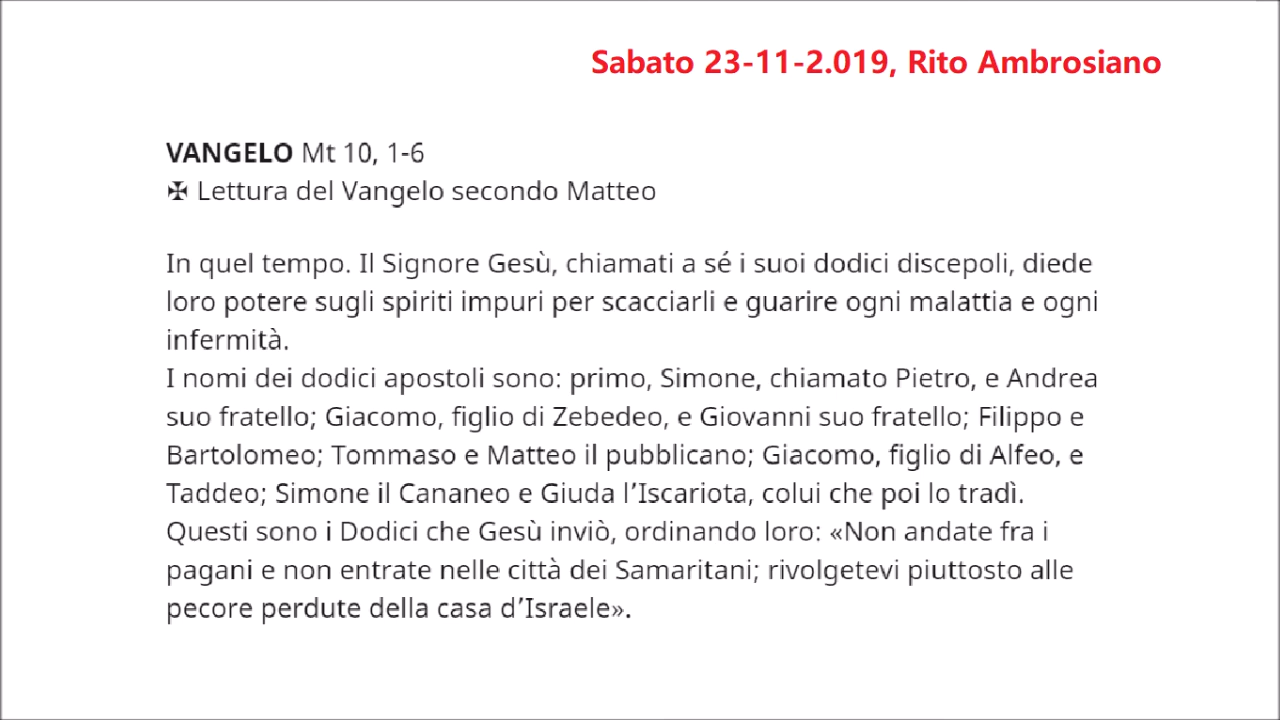 Sabato 23-11-2.019, Rito Ambrosiano
VANGELO Mt 10, 1-6
✠ Lettura del Vangelo secondo Matteo
In quel tempo. Il Signore Gesù, chiamati a sé i suoi dodici discepoli, diede
loro potere sugli spiriti impuri per scacciarli e guarire ogni malattia e ogni
infermità.
I nomi dei dodici apostoli sono: primo, Simone, chiamato Pietro, e Andrea
suo fratello; Giacomo, figlio di Zebedeo, e Giovanni suo fratello; Filippo e
Bartolomeo; Tommaso e Matteo il pubblicano; Giacomo, figlio di Alfeo, e
Taddeo; Simone il Cananeo e Giuda l’Iscariota, colui che poi lo tradì.
Questi sono i Dodici che Gesù inviò, ordinando loro: «Non andate fra i
pagani e non entrate nelle città dei Samaritani; rivolgetevi piuttosto alle
pecore perdute della casa d’Israele».